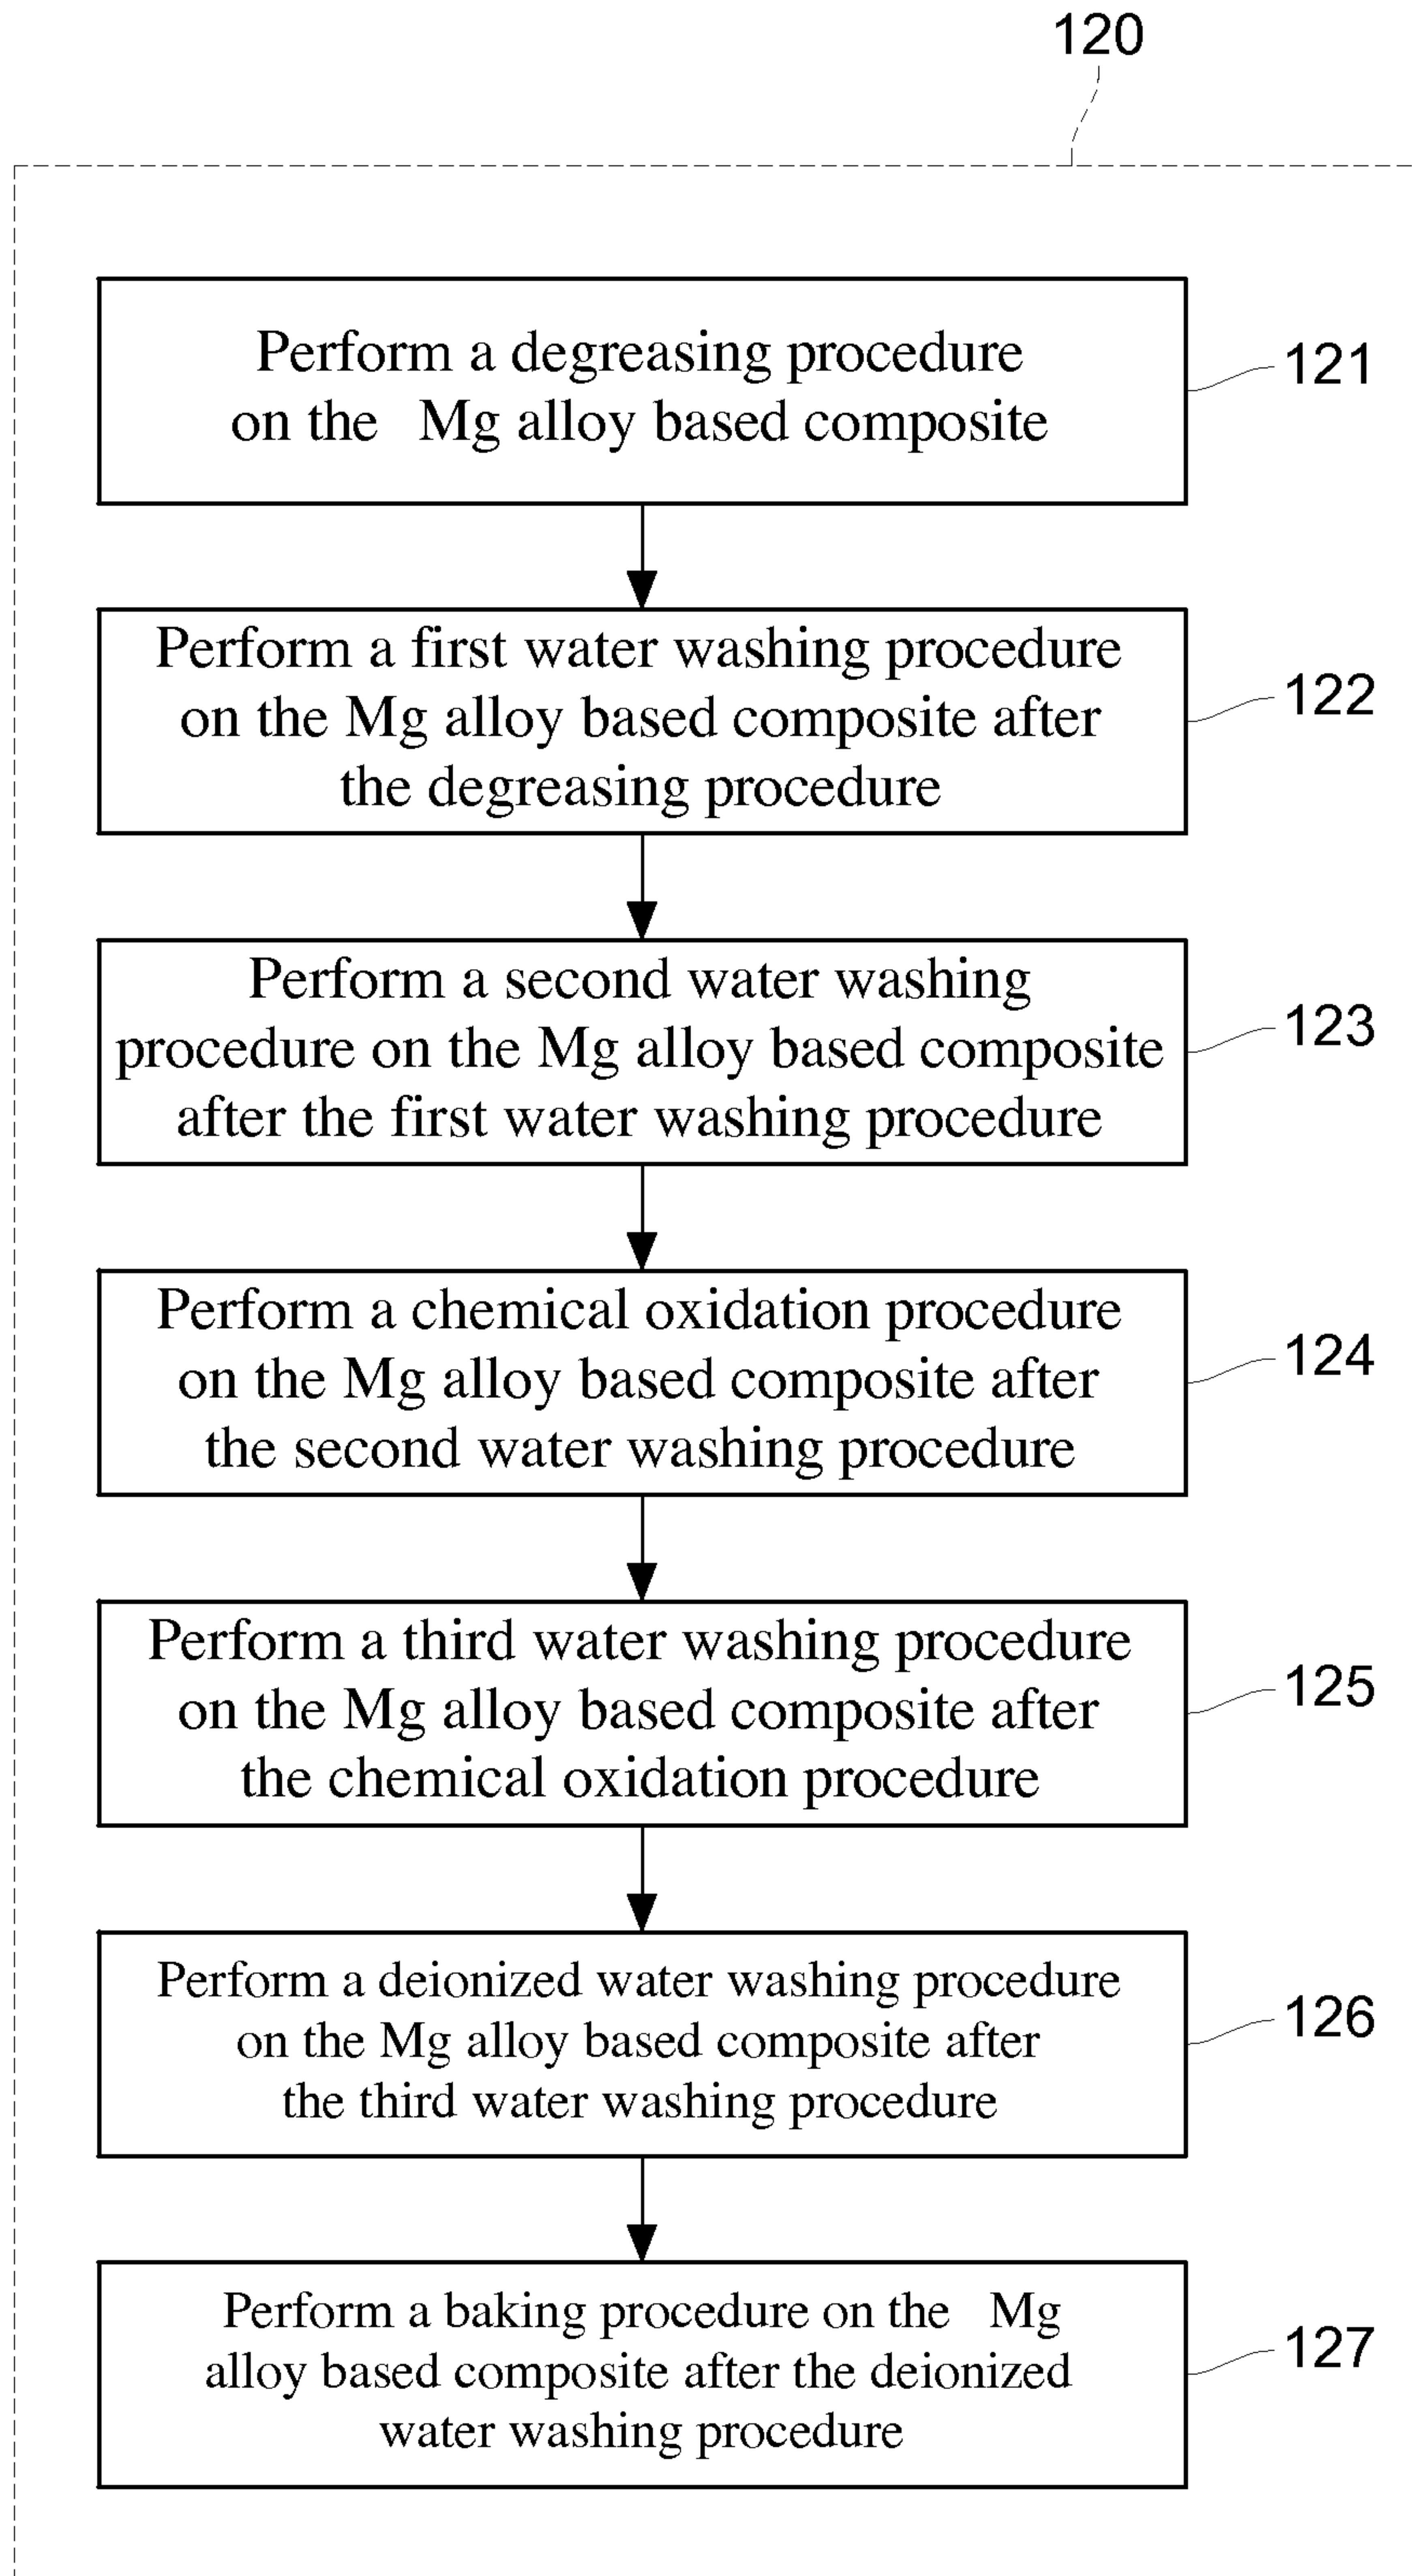 120
Perform a degreasing procedure
on the Mg alloy based composite
121
Perform a first water washing procedure
on the Mg alloy based composite after
the degreasing procedure
122
Perform a second water washing
procedure on the Mg alloy based composite
after the first water washing procedure
123
Perform a chemical oxidation procedure
on the Mg alloy based composite after
the second water washing procedure
124
Perform a third water washing procedure
on the Mg alloy based composite after
the chemical oxidation procedure
125
Perform a deionized water washing procedure
on the Mg alloy based composite after
the third water washing procedure
126
Perform a baking procedure on the Mg
alloy based composite after the deionized
water washing procedure
127